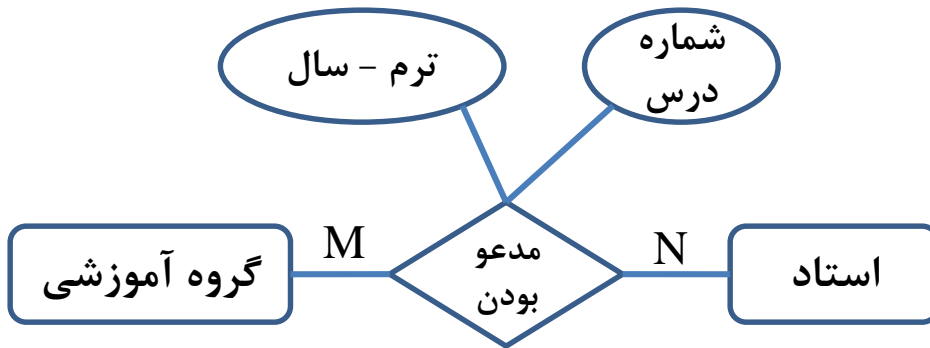 شماره
درس
ترم - سال
استاد
N
مدعو
بودن
M
گروه آموزشی